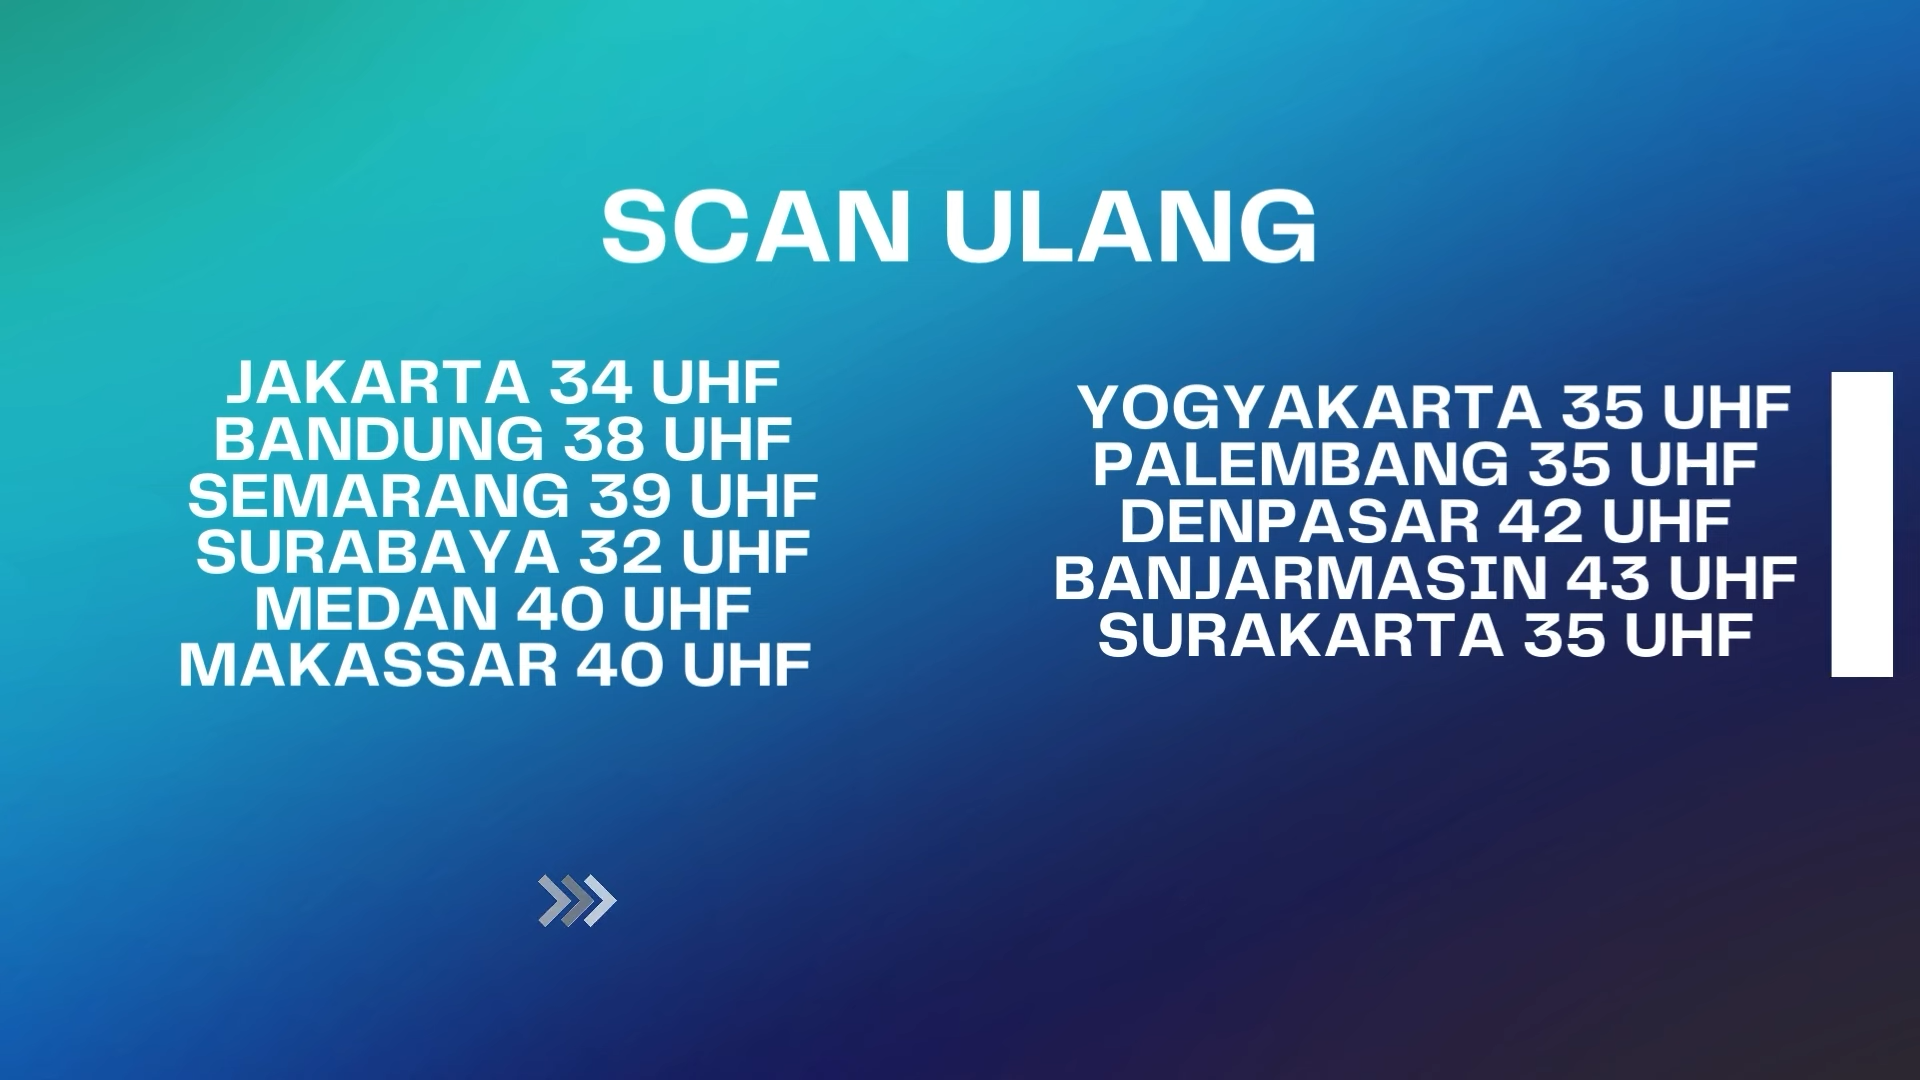 SCAN ULANG
JAKARTA 34 UHF
BANDUNG 38 UHF
SEMARANG 39 UHF
SURABAYA 32 UHF
MEDAN 40 UHF
MAKASSAR 40 UHF
YOGYAKARTA 35 UHF
PALEMBANG 35 UHF
DENPASAR 42 UHF
BANJARMASIN 43 UHF
SURAKARTA 35 UHF